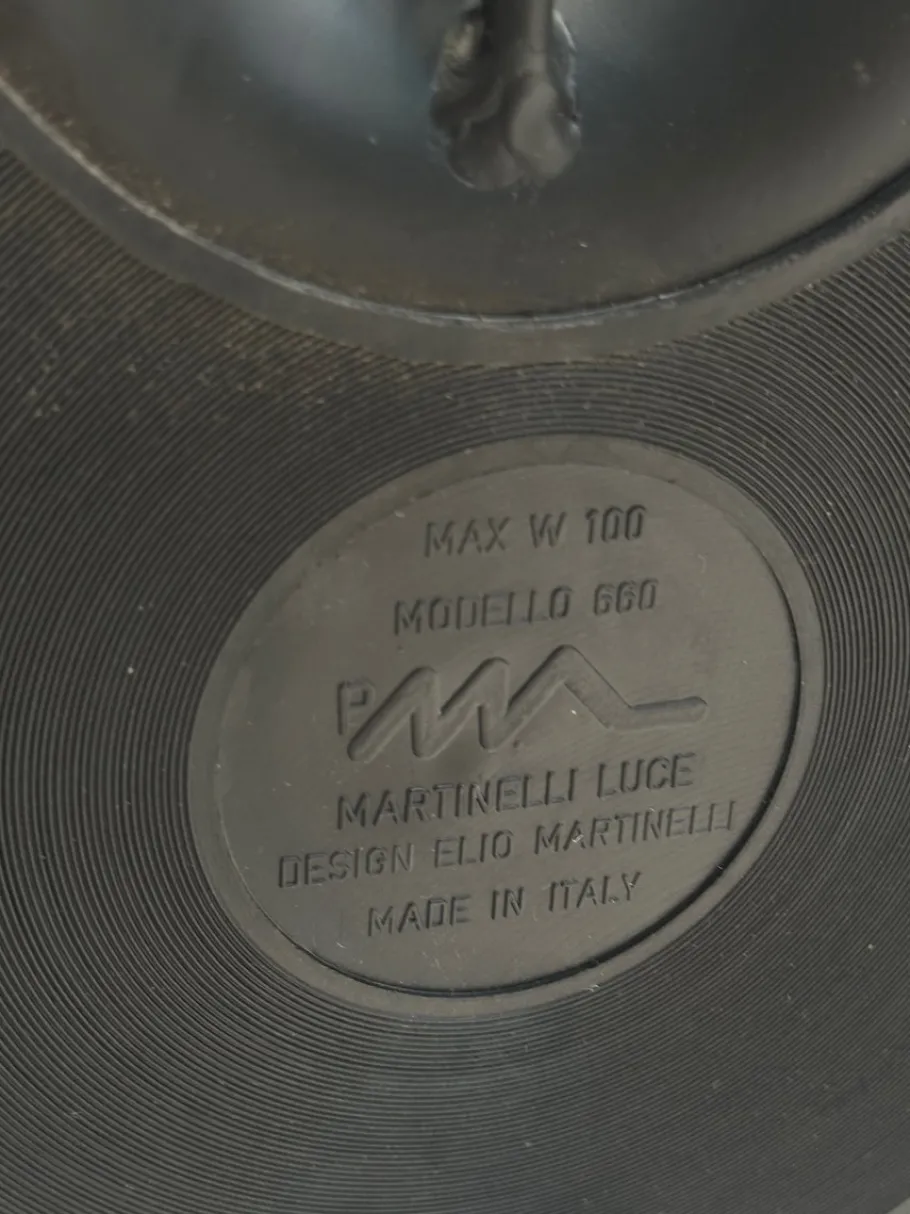 MAX W 100
MODELLO 660
P
MARTINELLI LUCE
DESIGN ELIO MARTINELLI
MADE IN ITALY